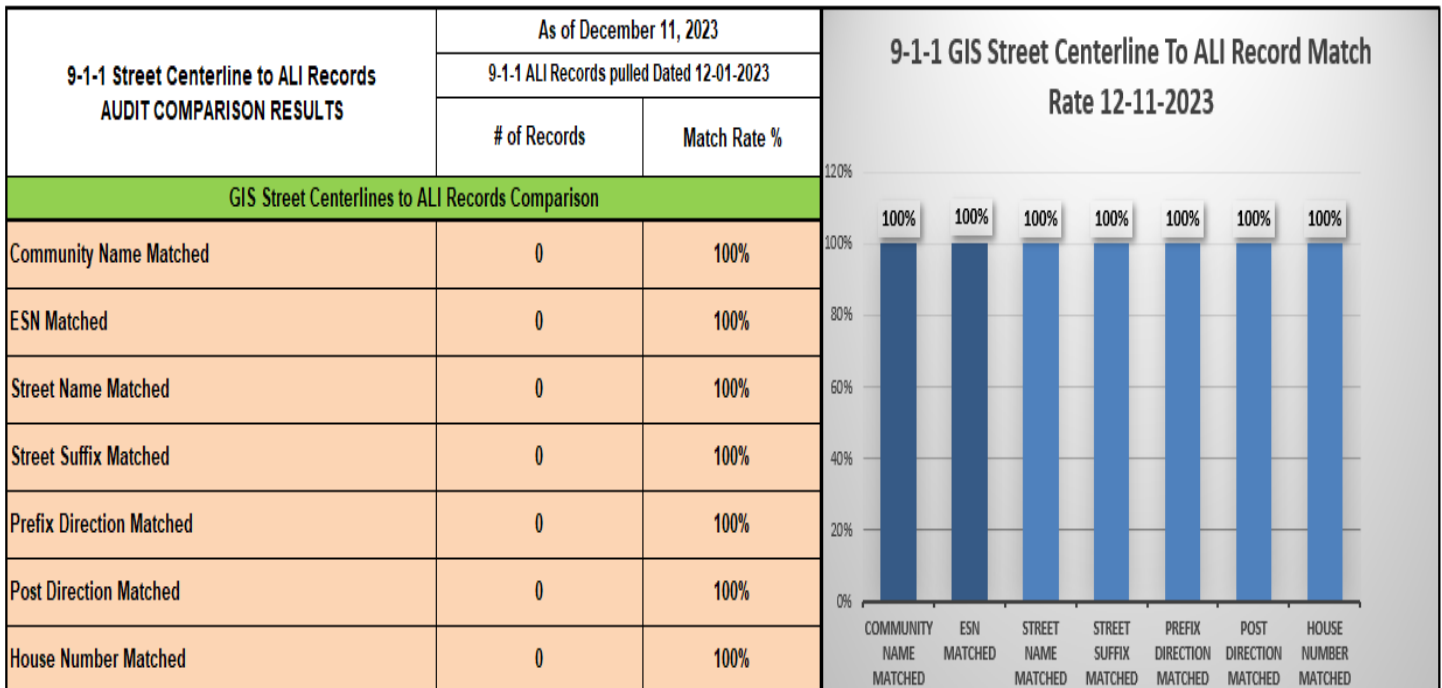 9-1-1 Street Centerline to ALI Records
AUDIT COMPARISON RESULTS
As of December 11, 2023
9-1-1 ALI Records pulled Dated 12-01-2023
# of Records
Match Rate %
GIS Street Centerlines to ALI Records Comparison
Community Name Matched 0 100%
ESN Matched 0 100%
Street Name Matched 0 100%
Street Suffix Matched 0 100%
Prefix Direction Matched 0 100%
Post Direction Matched 0 100%
House Number Matched 0 100%
9-1-1 GIS Street Centerline To ALI Record Match
Rate 12-11-2023
120%
100% 100% 100% 100% 100% 100% 100%
100%
80%
60%
40%
20%
0%
COMMUNITY NAME MATCHED
ESN MATCHED
STREET NAME MATCHED
STREET SUFFIX MATCHED
PREFIX DIRECTION MATCHED
POST DIRECTION MATCHED
HOUSE NUMBER MATCHED